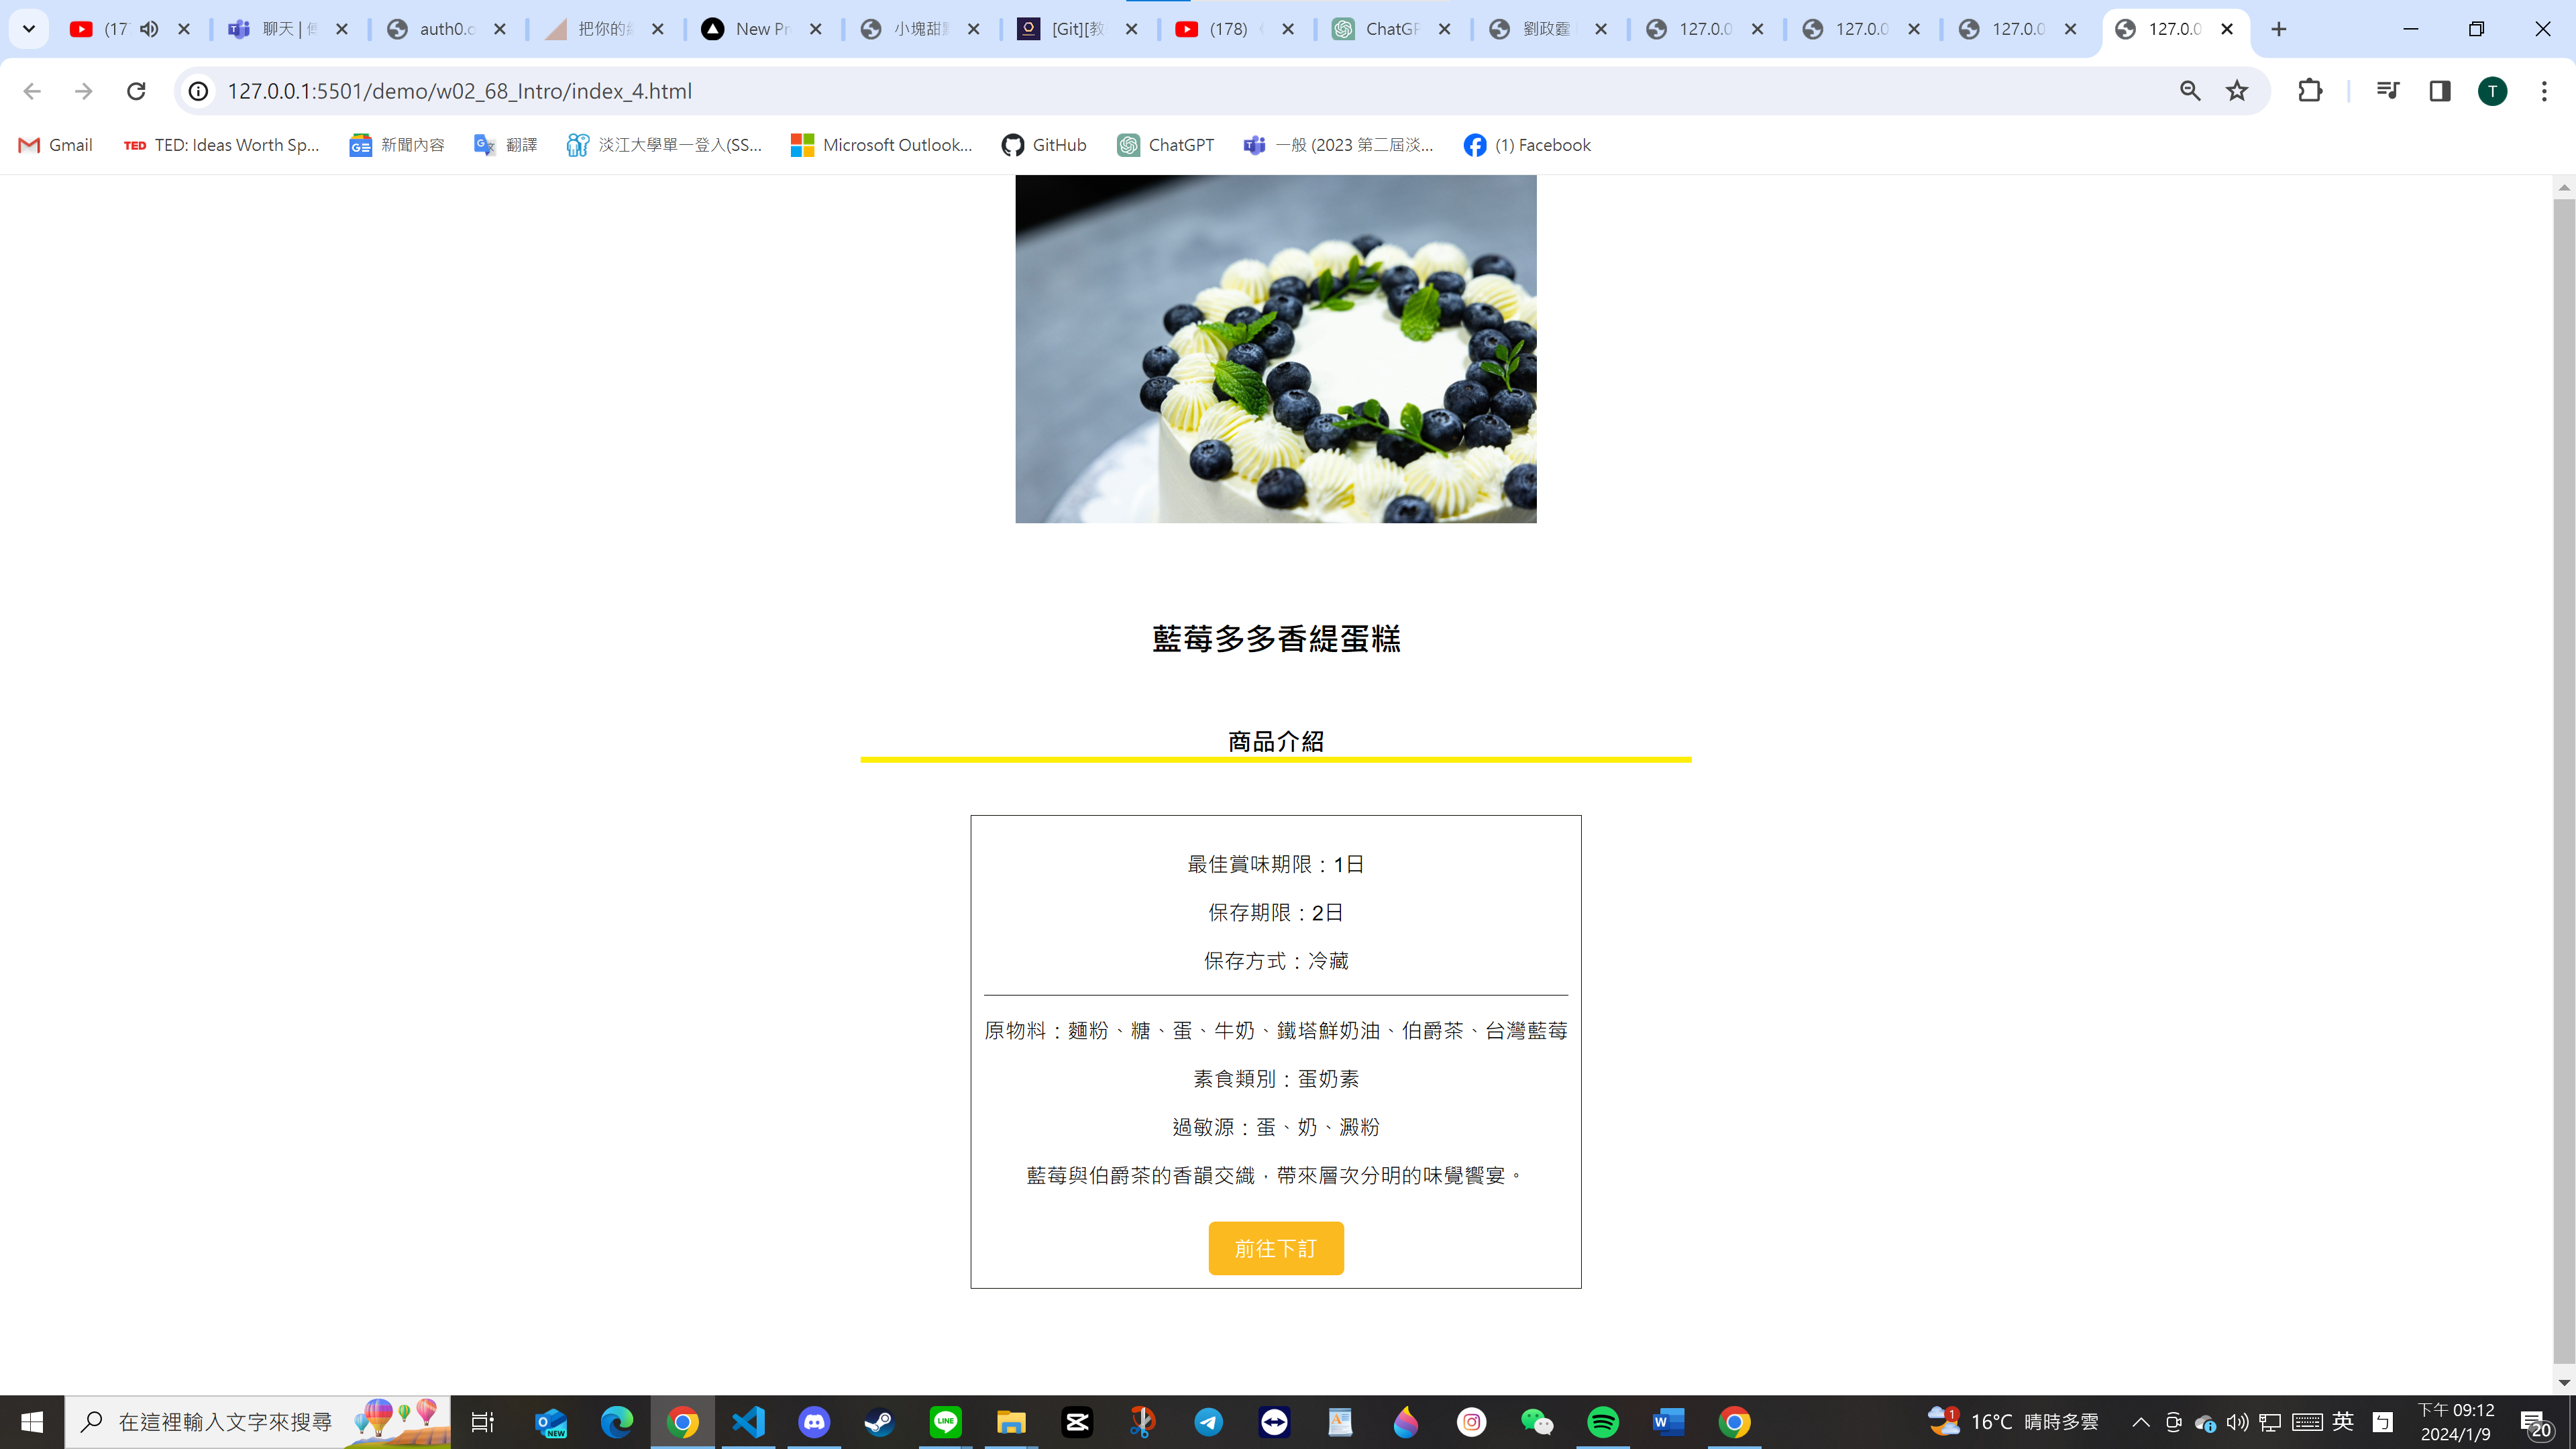 (17
聊天 | 傅
auth0.c
把你的網
New Pr
小塊甜點
[Git][教
(178)
ChatGP
劉政霆
127.0.0
127.0.0
127.0.0
127.0.0
127.0.0.1:5501/demo/w02_68_Intro/index_4.html
T
Gmail
TED: Ideas Worth Sp...
新聞內容
翻譯
淡江大學單一登入(SS...
Microsoft Outlook...
GitHub
ChatGPT
一般 (2023 第二屆淡...
(1) Facebook
藍莓多多香緹蛋糕
商品介紹
最佳賞味期限：1日
保存期限：2日
保存方式：冷藏
原物料：麵粉、糖、蛋、牛奶、鐵塔鮮奶油、伯爵茶、台灣藍莓
素食類別：蛋奶素
過敏源：蛋、奶、澱粉
藍莓與伯爵茶的香韻交織，帶來層次分明的味覺饗宴。
前往下訂
在這裡輸入文字來搜尋
NEW
LINE
1
16°C 晴時多雲
英
下午 09:12
2024/1/9
20